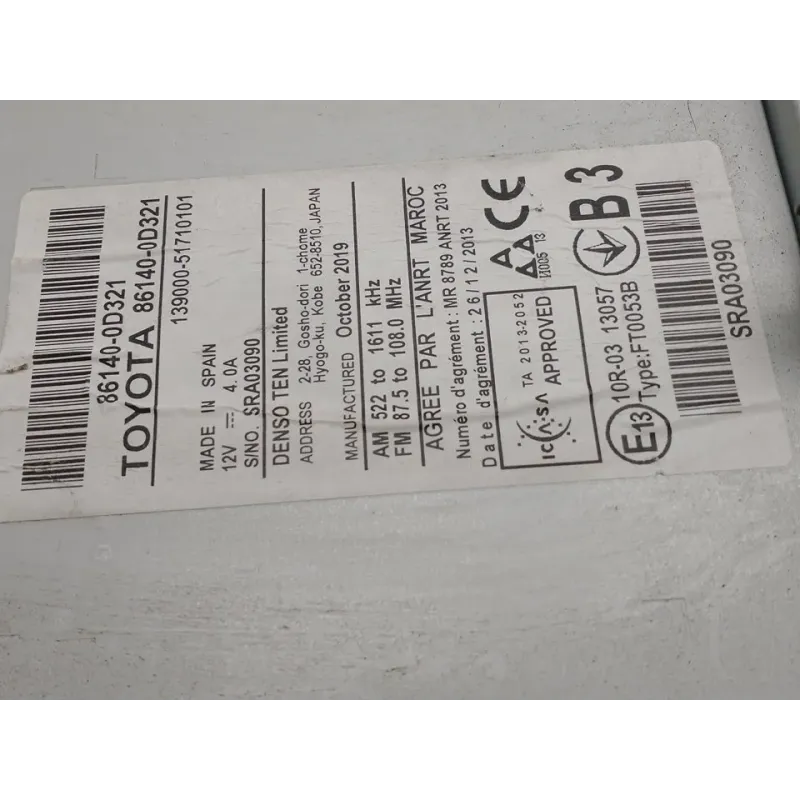 86140-0D321
TOYOTA 86140-0D321
139000-51710101
MADE IN SPAIN
12V 4.0A
S/NO. SRA03090
DENSO TEN Limited
ADDRESS 2-28, Gosho-dori 1-chome
Hyogo-ku, Kobe 652-8510, JAPAN
MANUFACTURED October 2019
AM 522 to 1611 kHz
FM 87.5 to 108.0 MHz
AGREE PAR L'ANRT MAROC
Numéro d'agrément : MR 8789 ANRT 2013
Date d'agrément : 26/12/2013
ICASA
TA 2013-2052
APPROVED
CE
13
E13
10R-03 13057
Type:FT0053B
B 3
SRA03090